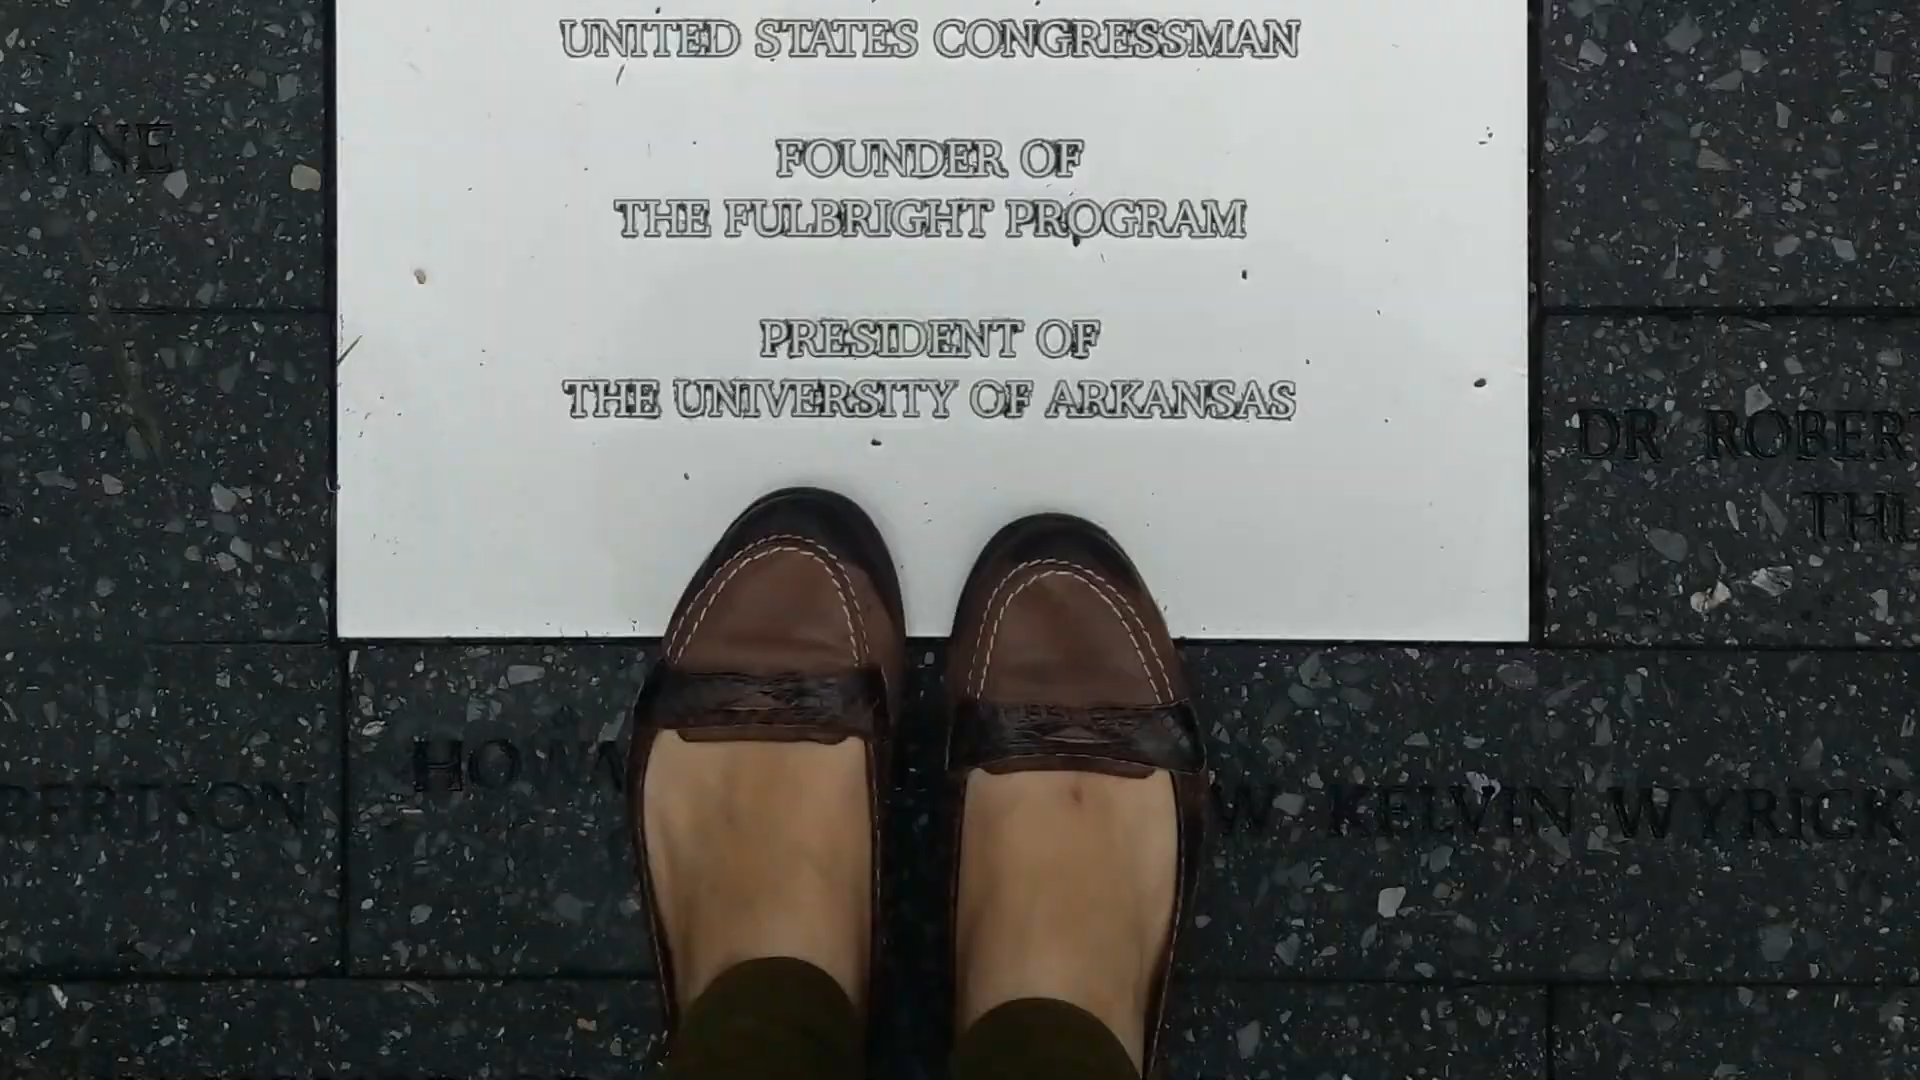 UNITED STATES CONGRESSMAN
FOUNDER OF
THE FULBRIGHT PROGRAM
PRESIDENT OF
THE UNIVERSITY OF ARKANSAS
DR ROBERT
W KELVIN WYRICK